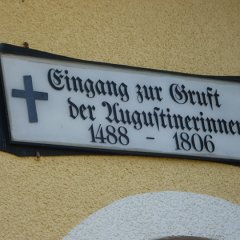 Eingang zur Gruft
der Augustinerinnen
1488 - 1806